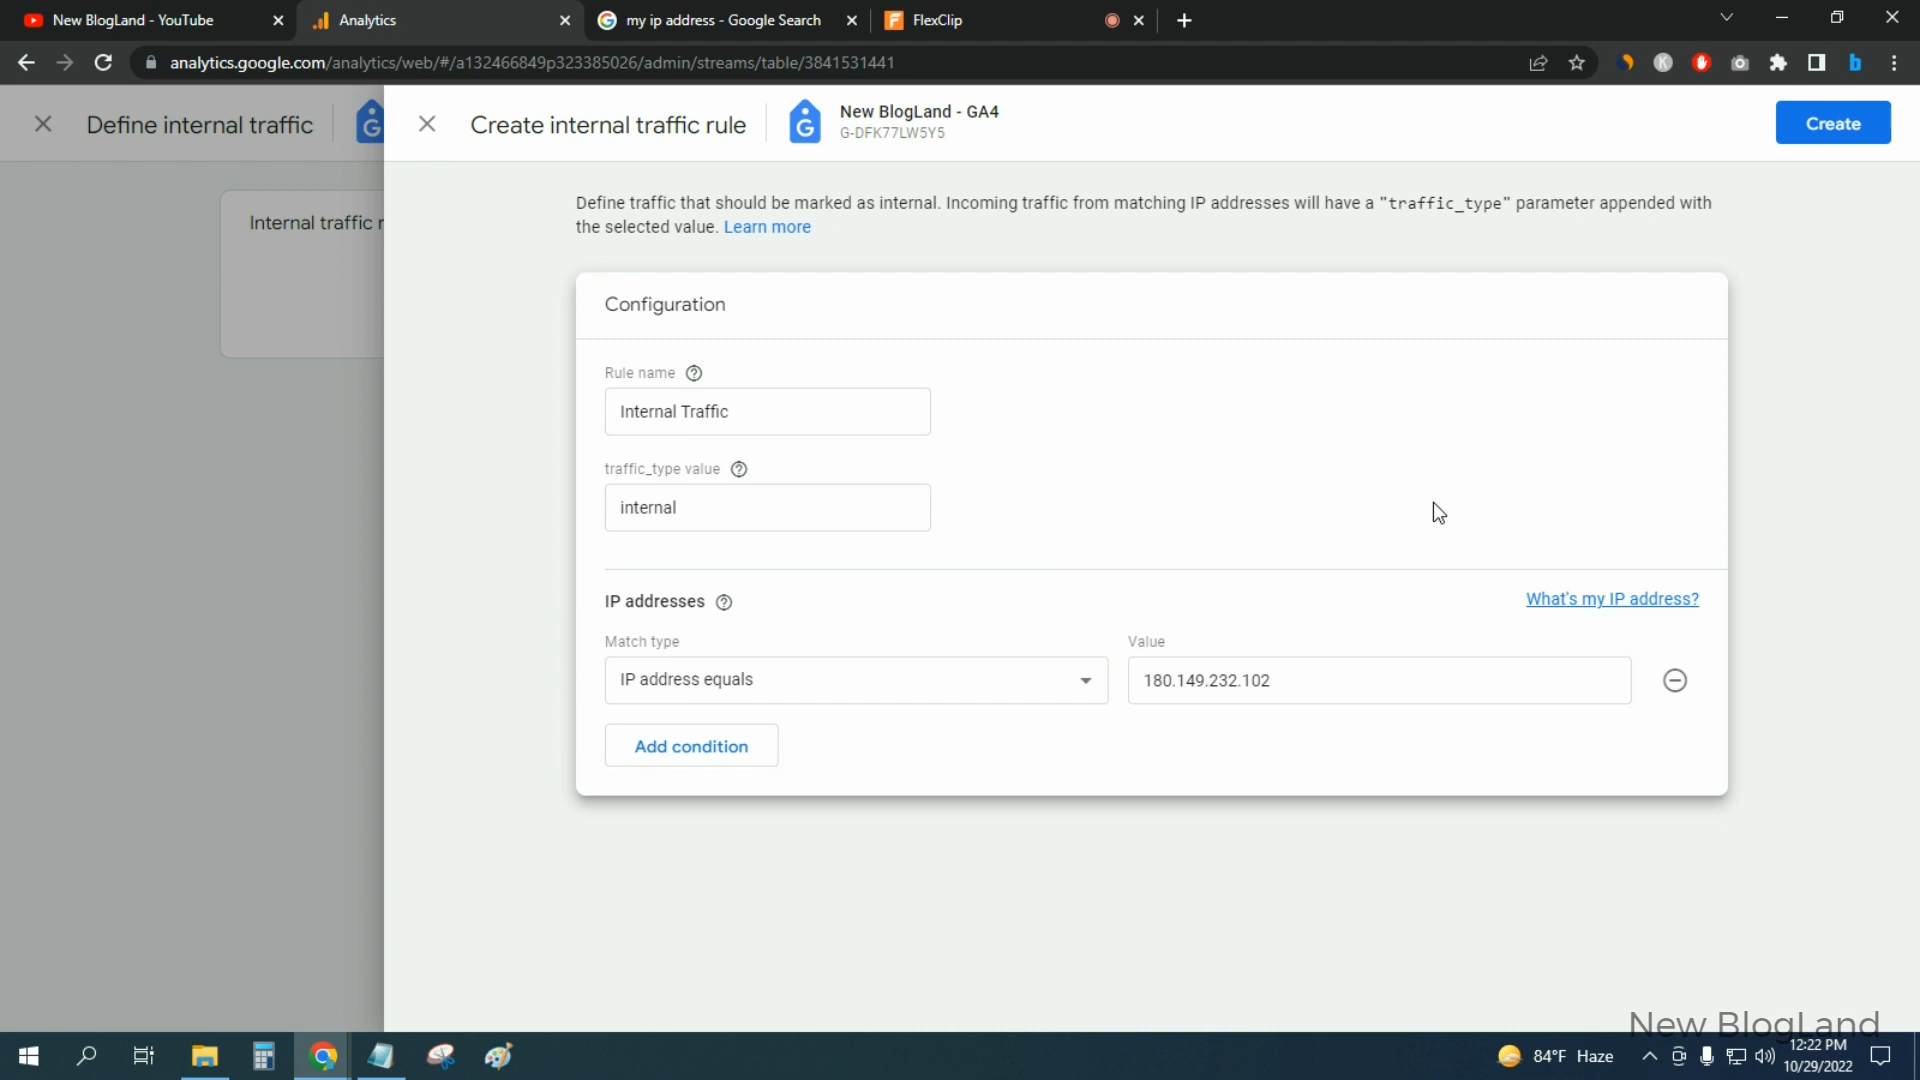 New BlogLand - YouTube
Analytics
my ip address - Google Search
FlexClip
analytics.google.com/analytics/web/#/a132466849p323385026/admin/streams/table/3841531441
Define internal traffic
Create internal traffic rule
New BlogLand - GA4
G-DFK77LW5Y5
Create
Define traffic that should be marked as internal. Incoming traffic from matching IP addresses will have a "traffic_type" parameter appended with
the selected value. Learn more
Internal traffic r
Configuration
Rule name
Internal Traffic
traffic_type value
internal
IP addresses
What's my IP address?
Match type
Value
IP address equals
180.149.232.102
Add condition
New BlogLand
84°F Haze
12:22 PM
10/29/2022